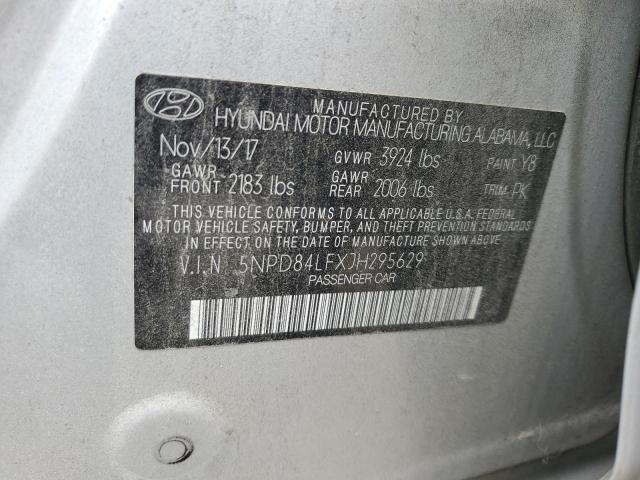 MANUFACTURED BY
HYUNDAI MOTOR MANUFACTURING ALABAMA, LLC
Nov/13/17 GVWR 3924 lbs PAINT Y8
GAWR FRONT 2183 lbs GAWR REAR 2006 lbs TRIM PK
THIS VEHICLE CONFORMS TO ALL APPLICABLE U.S.A. FEDERAL
MOTOR VEHICLE SAFETY, BUMPER, AND THEFT PREVENTION
STANDARDS IN EFFECT ON THE DATE OF MANUFACTURE SHOWN ABOVE.
V.I.N 5NPD84LFXJH295629
PASSENGER CAR